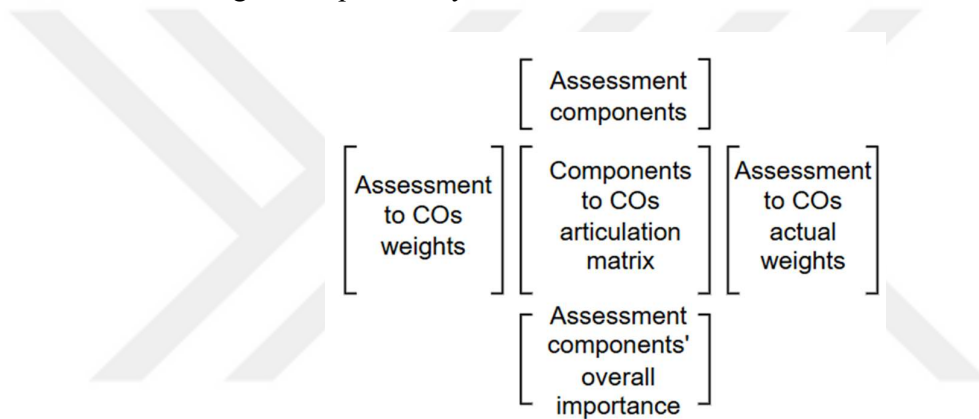 Assessment
components
Assessment
to COs
weights
Components
to COs
articulation
matrix
Assessment
to COs
actual
weights
Assessment
components'
overall
importance